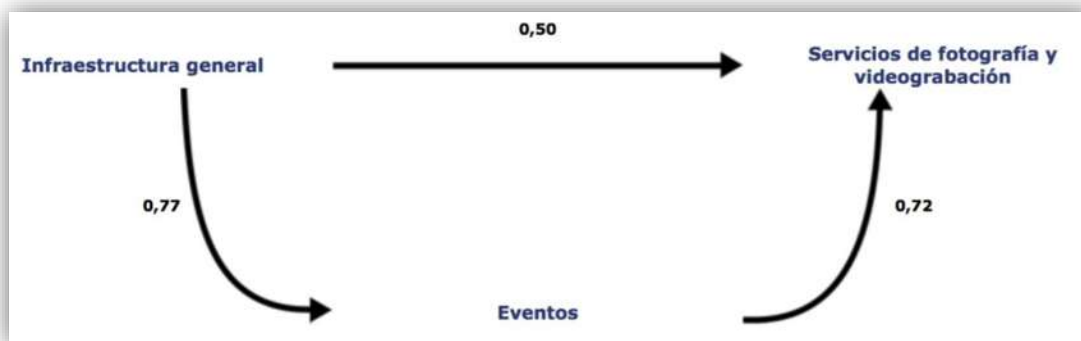 0,50
Infraestructura general
Servicios de fotografía y
videograbación
0,77
0,72
Eventos